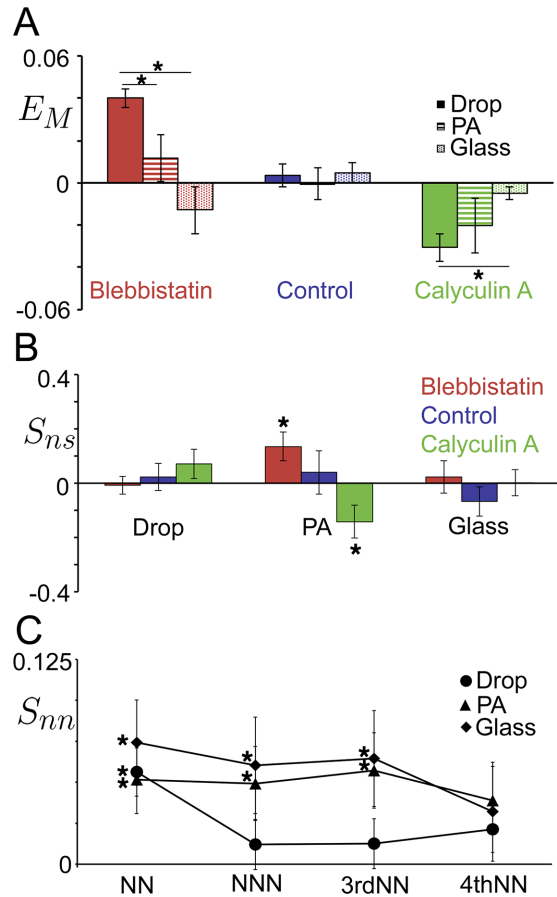 A
0.06
E_M
0
-0.06
Drop
PA
Glass
* *
*
Blebbistatin Control Calyculin A
B
0.4
S_ns
0
-0.4
Blebbistatin
Control
Calyculin A
*
Drop PA Glass
*
C
0.125
S_nn
0
Drop
PA
Glass
* * *
* * *
*
NN NNN 3rdNN 4thNN